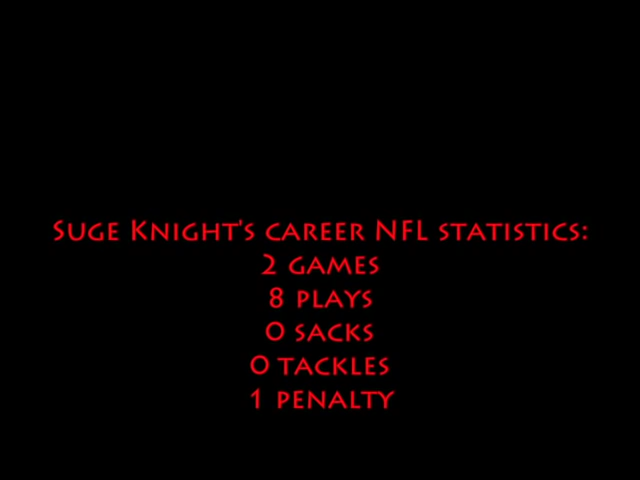 Suge Knight's career NFL statistics:
2 games
8 plays
0 sacks
0 tackles
1 penalty